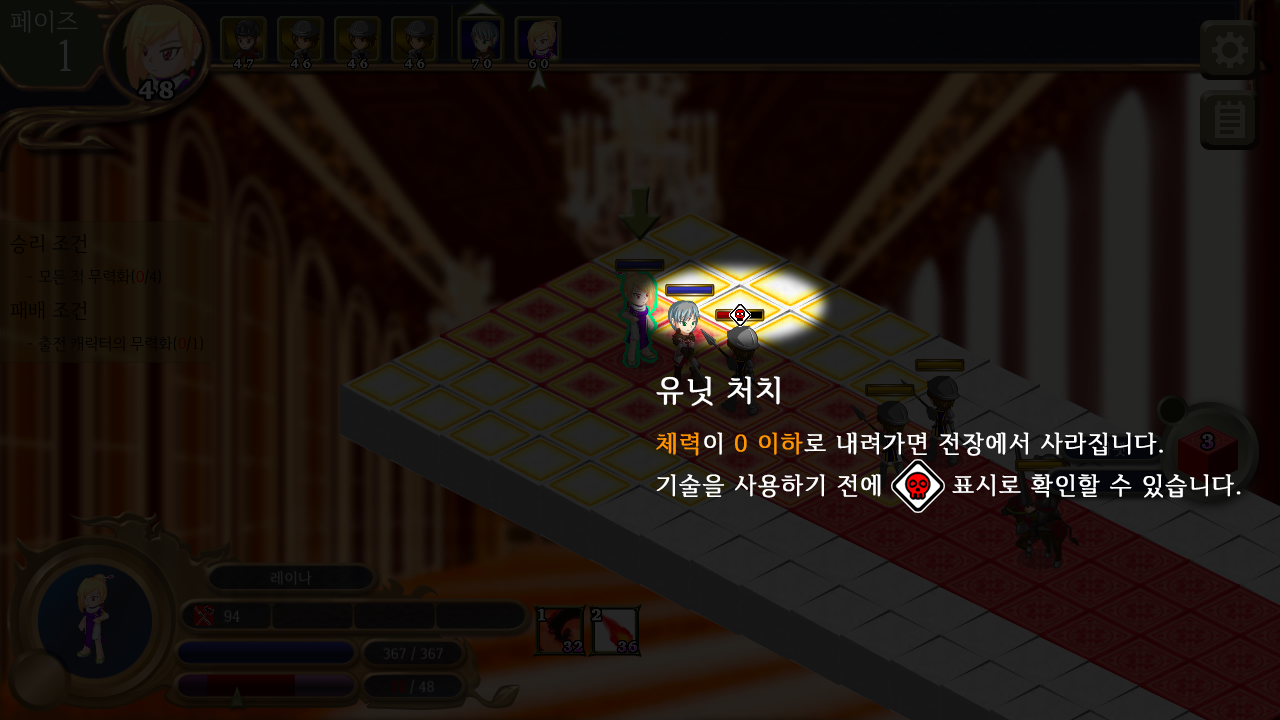 페이즈
1
48
47 46 46 46 70 60
승리 조건
- 모든 적 무력화(0/4)
패배 조건
- 출전 캐릭터의 무력화(0/1)
3
유닛 처치
체력이 0 이하로 내려가면 전장에서 사라집니다.
기술을 사용하기 전에 표시로 확인할 수 있습니다.
레이나
94
1 32 2 36
367 / 367
/ 48